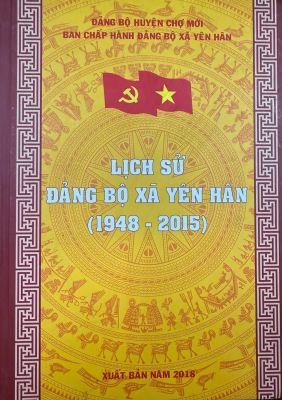 ĐẢNG BỘ HUYỆN CHỢ MỚI
BAN CHẤP HÀNH ĐẢNG BỘ XÃ YÊN HÂN
LỊCH SỬ
ĐẢNG BỘ XÃ YÊN HÂN
(1948 - 2015)
XUẤT BẢN NĂM 2018